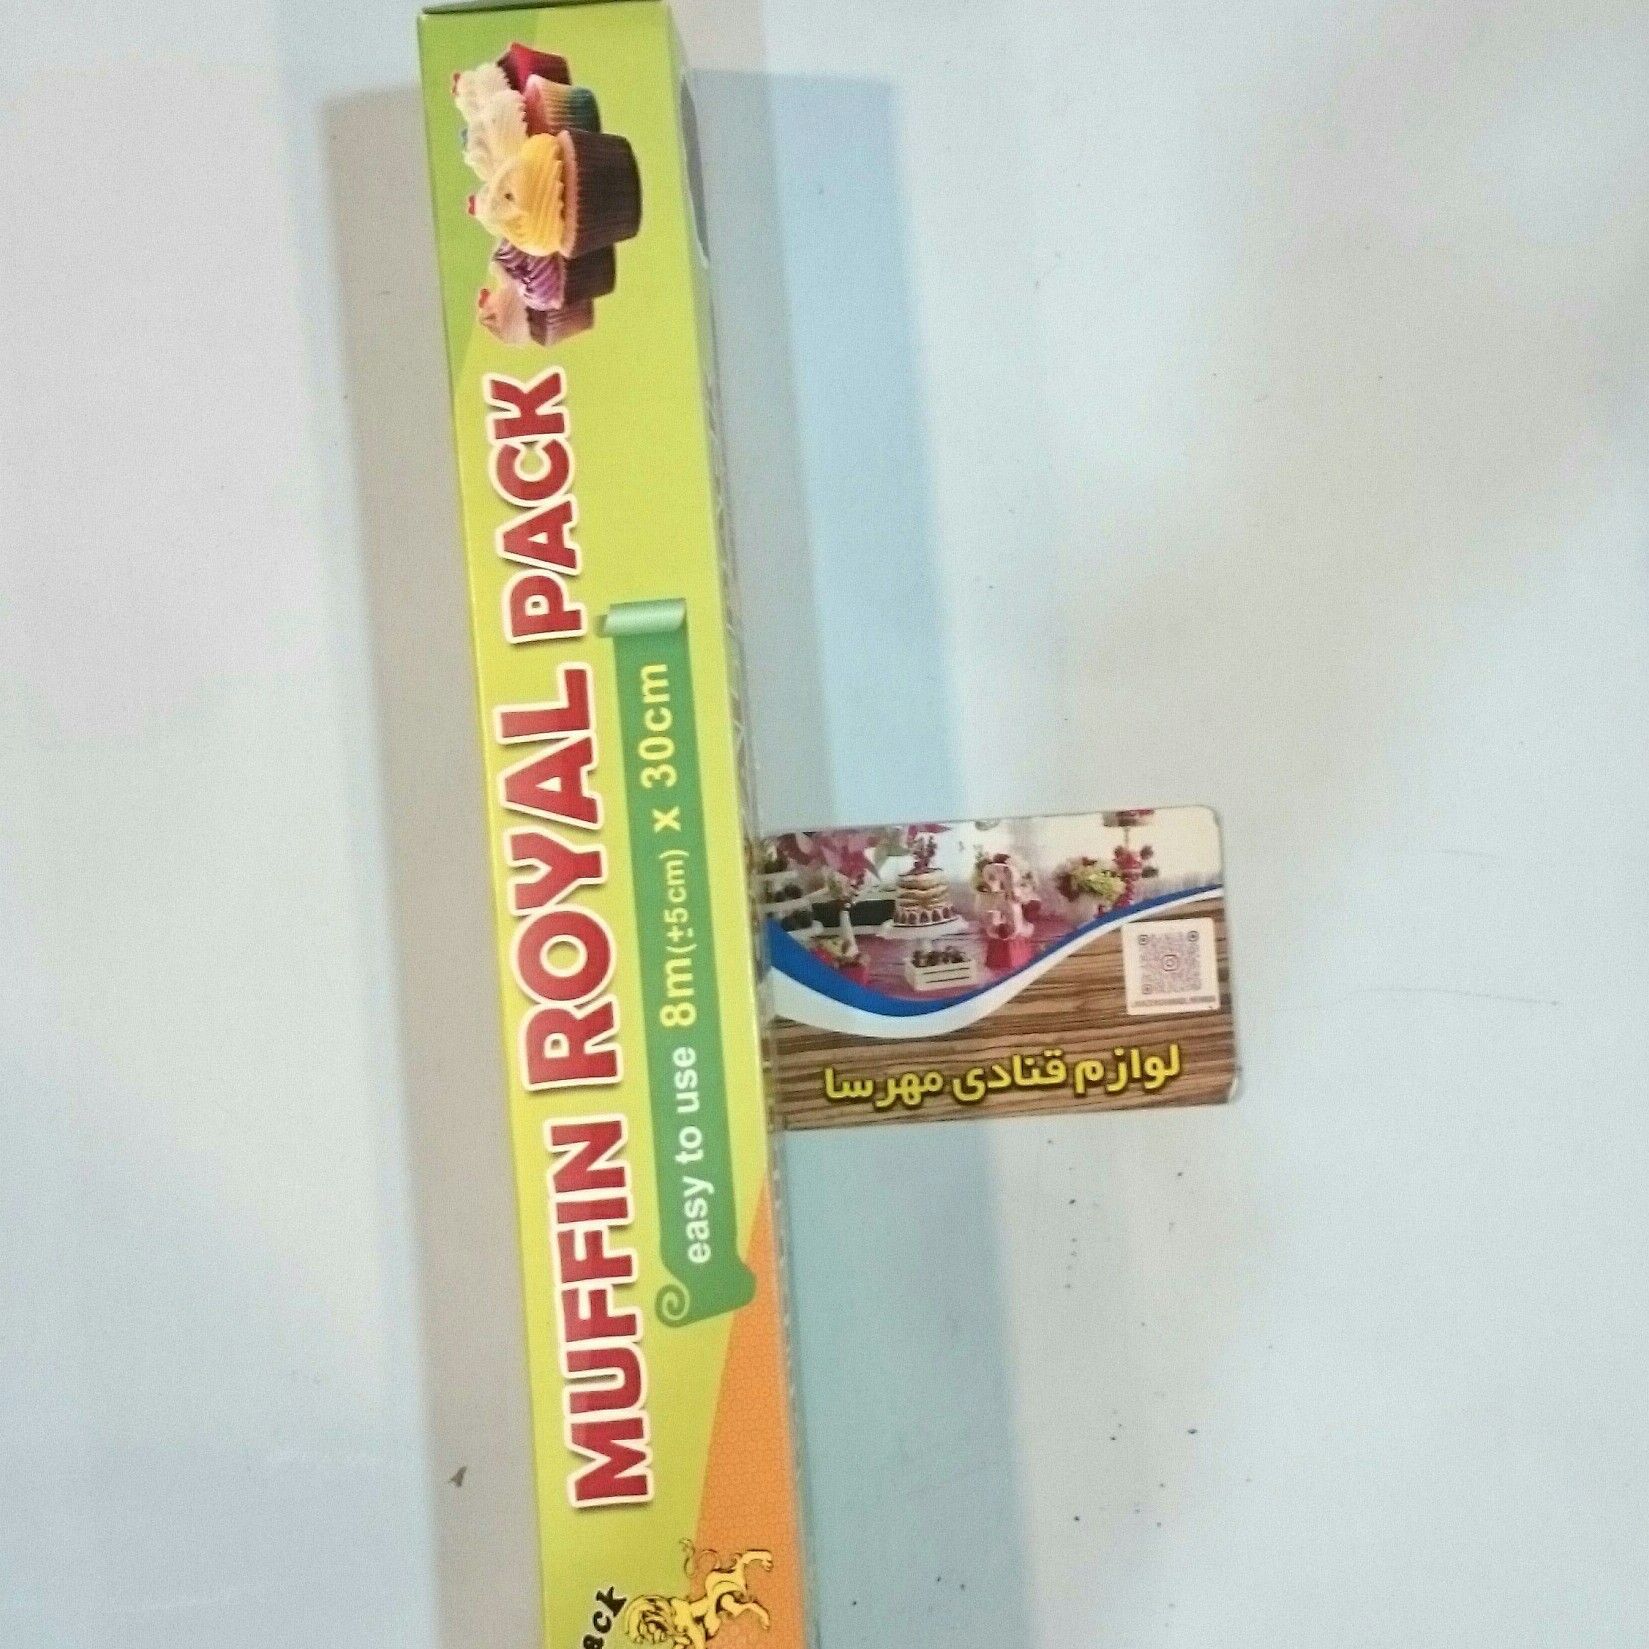 MUFFIN ROYAL PACK
easy to use 8m(±5cm) x 30cm
لوازم قنادی مهرسا